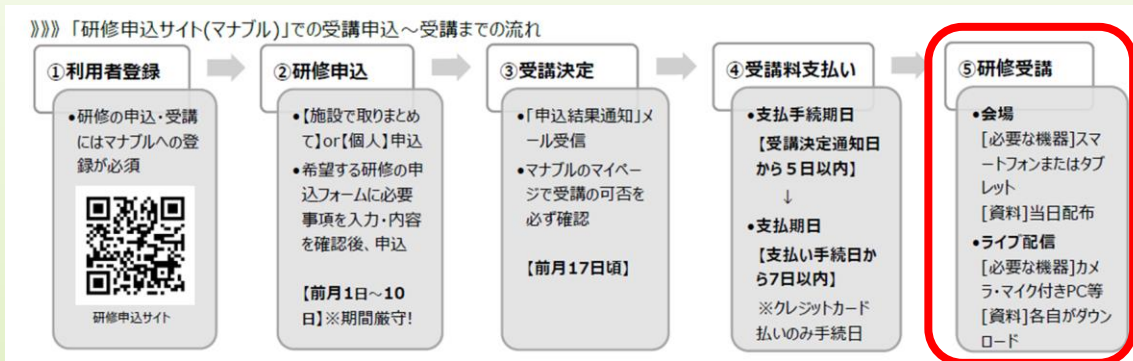 》》》「研修申込サイト(マナブル)」での受講申込～受講までの流れ
①利用者登録
•研修の申込・受講
にはマナブルへの登
録が必須
研修申込サイト
②研修申込
•【施設で取りまとめ
て】or【個人】申込
•希望する研修の申
込フォームに必要
事項を入力・内容
を確認後、申込
【前月1日～10
日】※期間厳守!
③受講決定
•「申込結果通知」メ
ール受信
•マナブルのマイペー
ジで受講の可否を
必ず確認
【前月17日頃】
④受講料支払い
•支払手続期日
【受講決定通知日
から５日以内】
↓
•支払期日
【支払い手続日か
ら7日以内】
※クレジットカード
払いのみ手続日
⑤研修受講
•会場
[必要な機器]スマ
ートフォンまたはタブ
レット
[資料]当日配布
•ライブ配信
[必要な機器]カメ
ラ・マイク付きPC等
[資料]各自がダウン
ロード